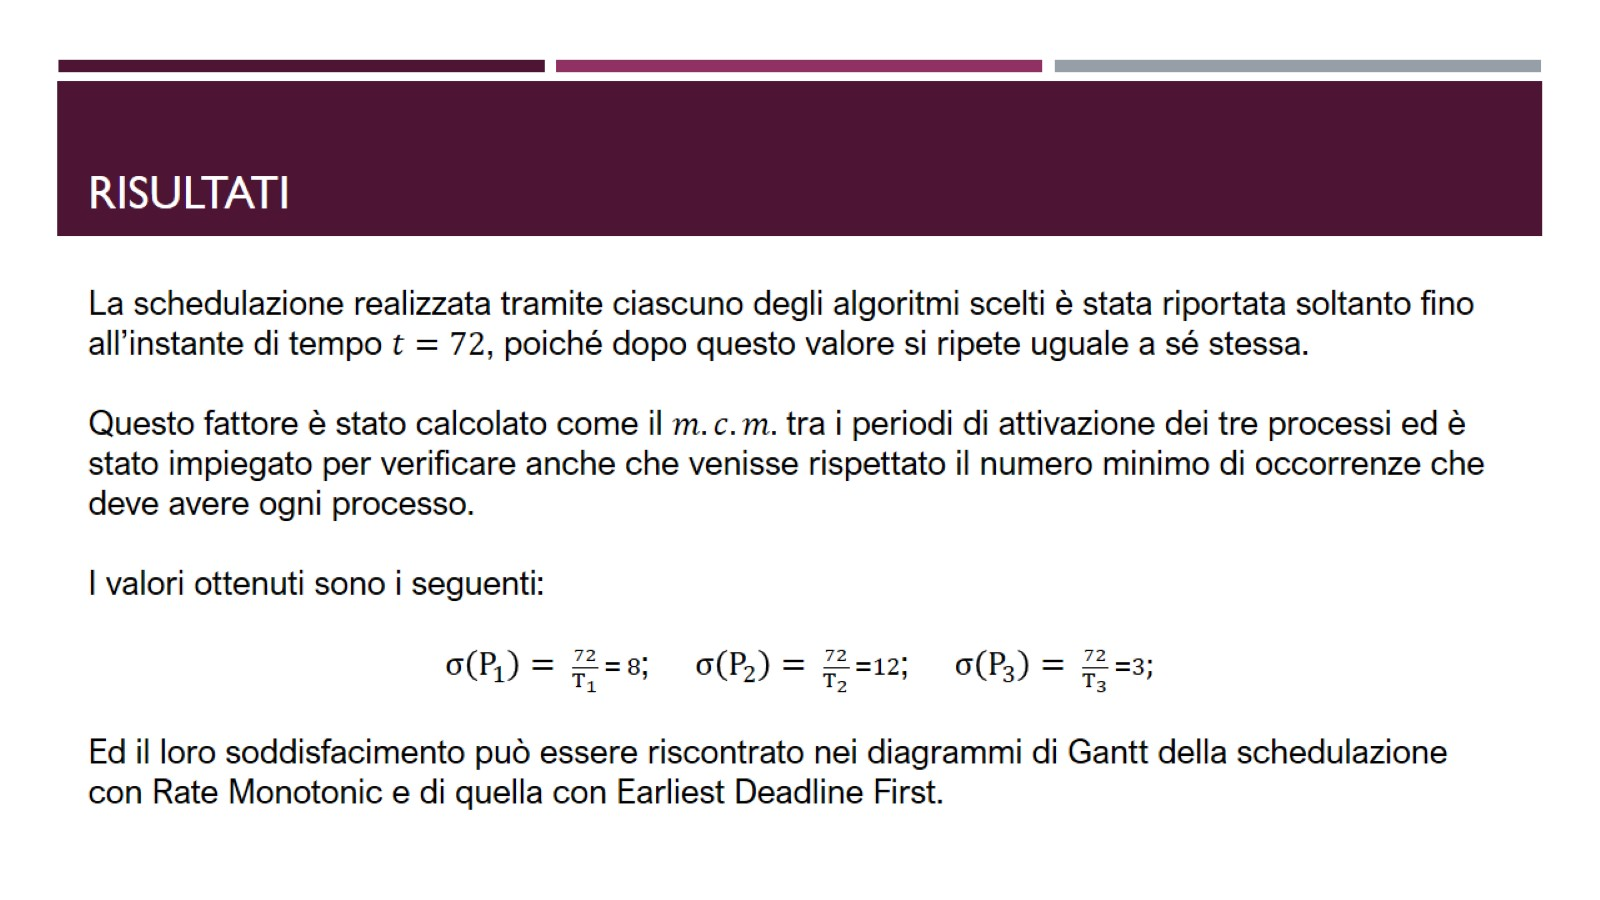 RISULTATI
La schedulazione realizzata tramite ciascuno degli algoritmi scelti è stata riportata soltanto fino
all’instante di tempo t = 72, poiché dopo questo valore si ripete uguale a sé stessa.
Questo fattore è stato calcolato come il m.c.m. tra i periodi di attivazione dei tre processi ed è
stato impiegato per verificare anche che venisse rispettato il numero minimo di occorrenze che
deve avere ogni processo.
I valori ottenuti sono i seguenti:
σ(P₁) = 72/T₁ = 8; σ(P₂) = 72/T₂ =12; σ(P₃) = 72/T₃ =3;
Ed il loro soddisfacimento può essere riscontrato nei diagrammi di Gantt della schedulazione
con Rate Monotonic e di quella con Earliest Deadline First.